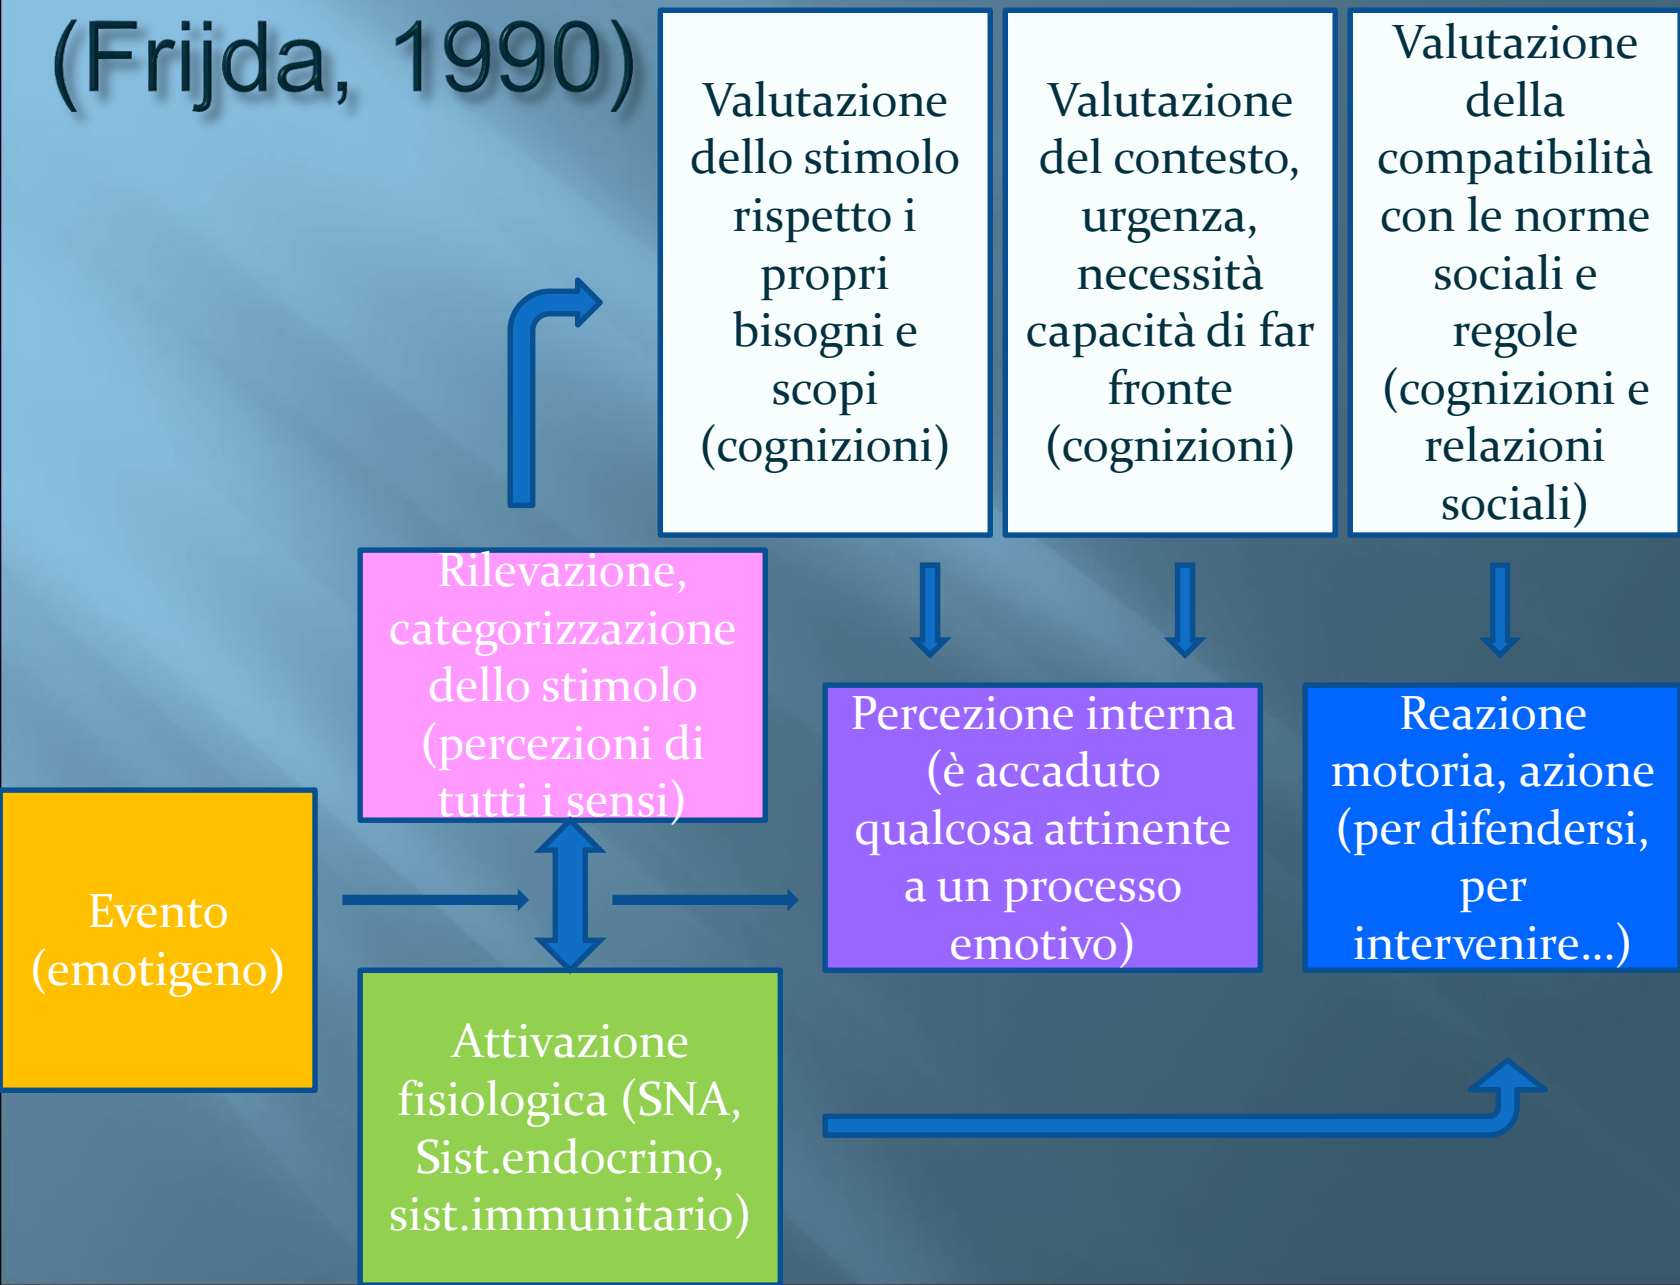 (Frijda, 1990)
Valutazione
dello stimolo
rispetto i
propri
bisogni e
scopi
(cognizioni)
Valutazione
del contesto,
urgenza,
necessità
capacità di far
fronte
(cognizioni)
Valutazione
della
compatibilità
con le norme
sociali e
regole
(cognizioni e
relazioni
sociali)
Rilevazione,
categorizzazione
dello stimolo
(percezioni di
tutti i sensi)
Percezione interna
(è accaduto
qualcosa attinente
a un processo
emotivo)
Reazione
motoria, azione
(per difendersi,
per
intervenire...)
Evento
(emotigeno)
Attivazione
fisiologica (SNA,
Sist.endocrino,
sist.immunitario)